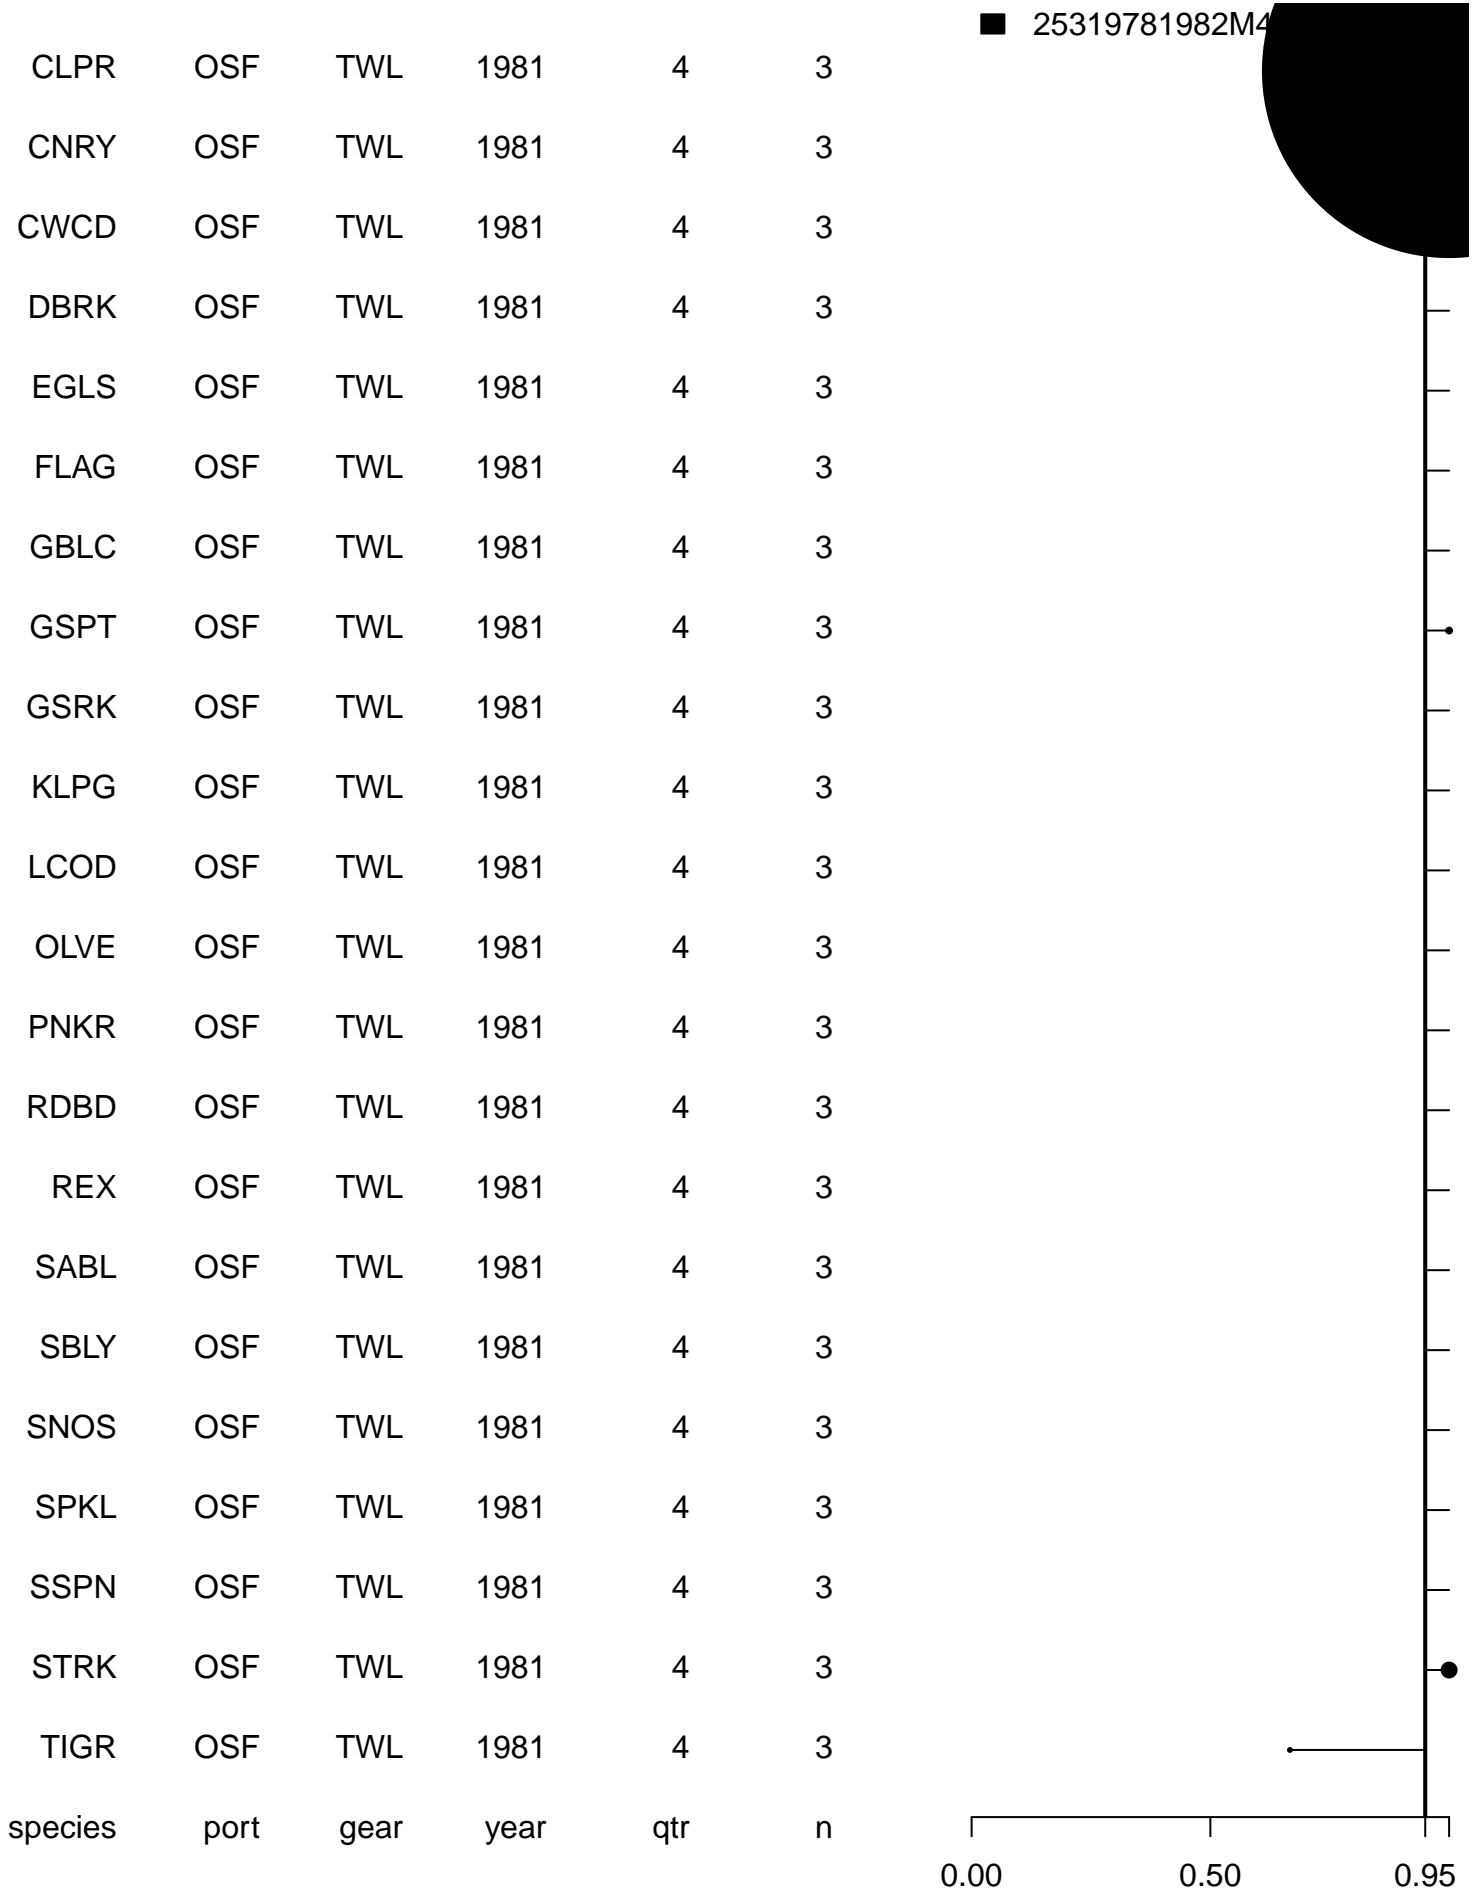 25319781982M4
CLPR OSF TWL 1981 4 3
CNRY OSF TWL 1981 4 3
CWCD OSF TWL 1981 4 3
DBRK OSF TWL 1981 4 3
EGLS OSF TWL 1981 4 3
FLAG OSF TWL 1981 4 3
GBLC OSF TWL 1981 4 3
GSPT OSF TWL 1981 4 3
GSRK OSF TWL 1981 4 3
KLPG OSF TWL 1981 4 3
LCOD OSF TWL 1981 4 3
OLVE OSF TWL 1981 4 3
PNKR OSF TWL 1981 4 3
RDBD OSF TWL 1981 4 3
REX OSF TWL 1981 4 3
SABL OSF TWL 1981 4 3
SBLY OSF TWL 1981 4 3
SNOS OSF TWL 1981 4 3
SPKL OSF TWL 1981 4 3
SSPN OSF TWL 1981 4 3
STRK OSF TWL 1981 4 3
TIGR OSF TWL 1981 4 3
species port gear year qtr n
0.00 0.50 0.95